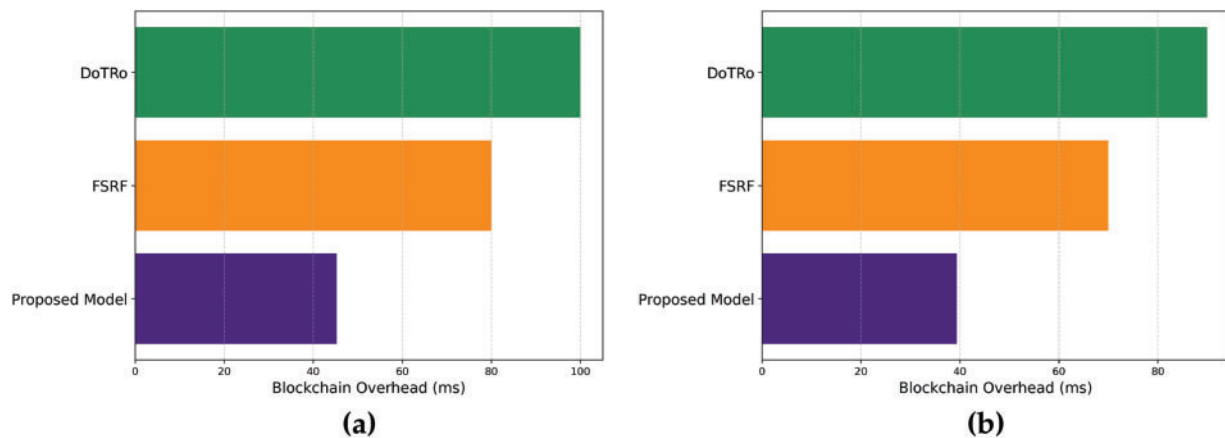 DoTRo
FSRF
Proposed Model
0 20 40 60 80 100
Blockchain Overhead (ms)
(a)
DoTRo
FSRF
Proposed Model
0 20 40 60 80
Blockchain Overhead (ms)
(b)